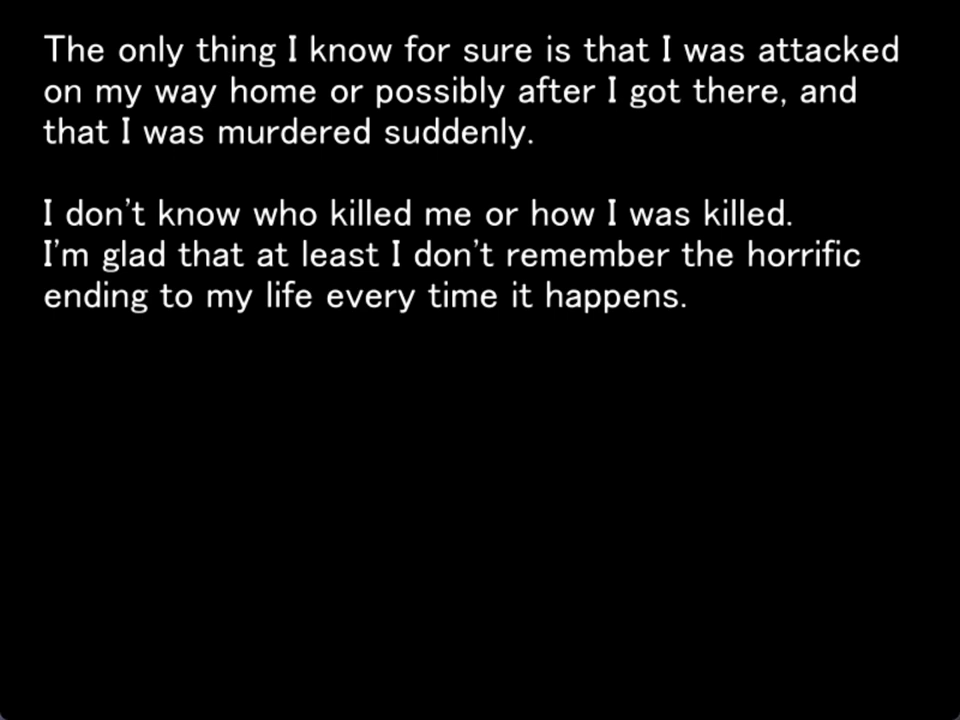 The only thing I know for sure is that I was attacked
on my way home or possibly after I got there, and
that I was murdered suddenly.
I don't know who killed me or how I was killed.
I'm glad that at least I don't remember the horrific
ending to my life every time it happens.